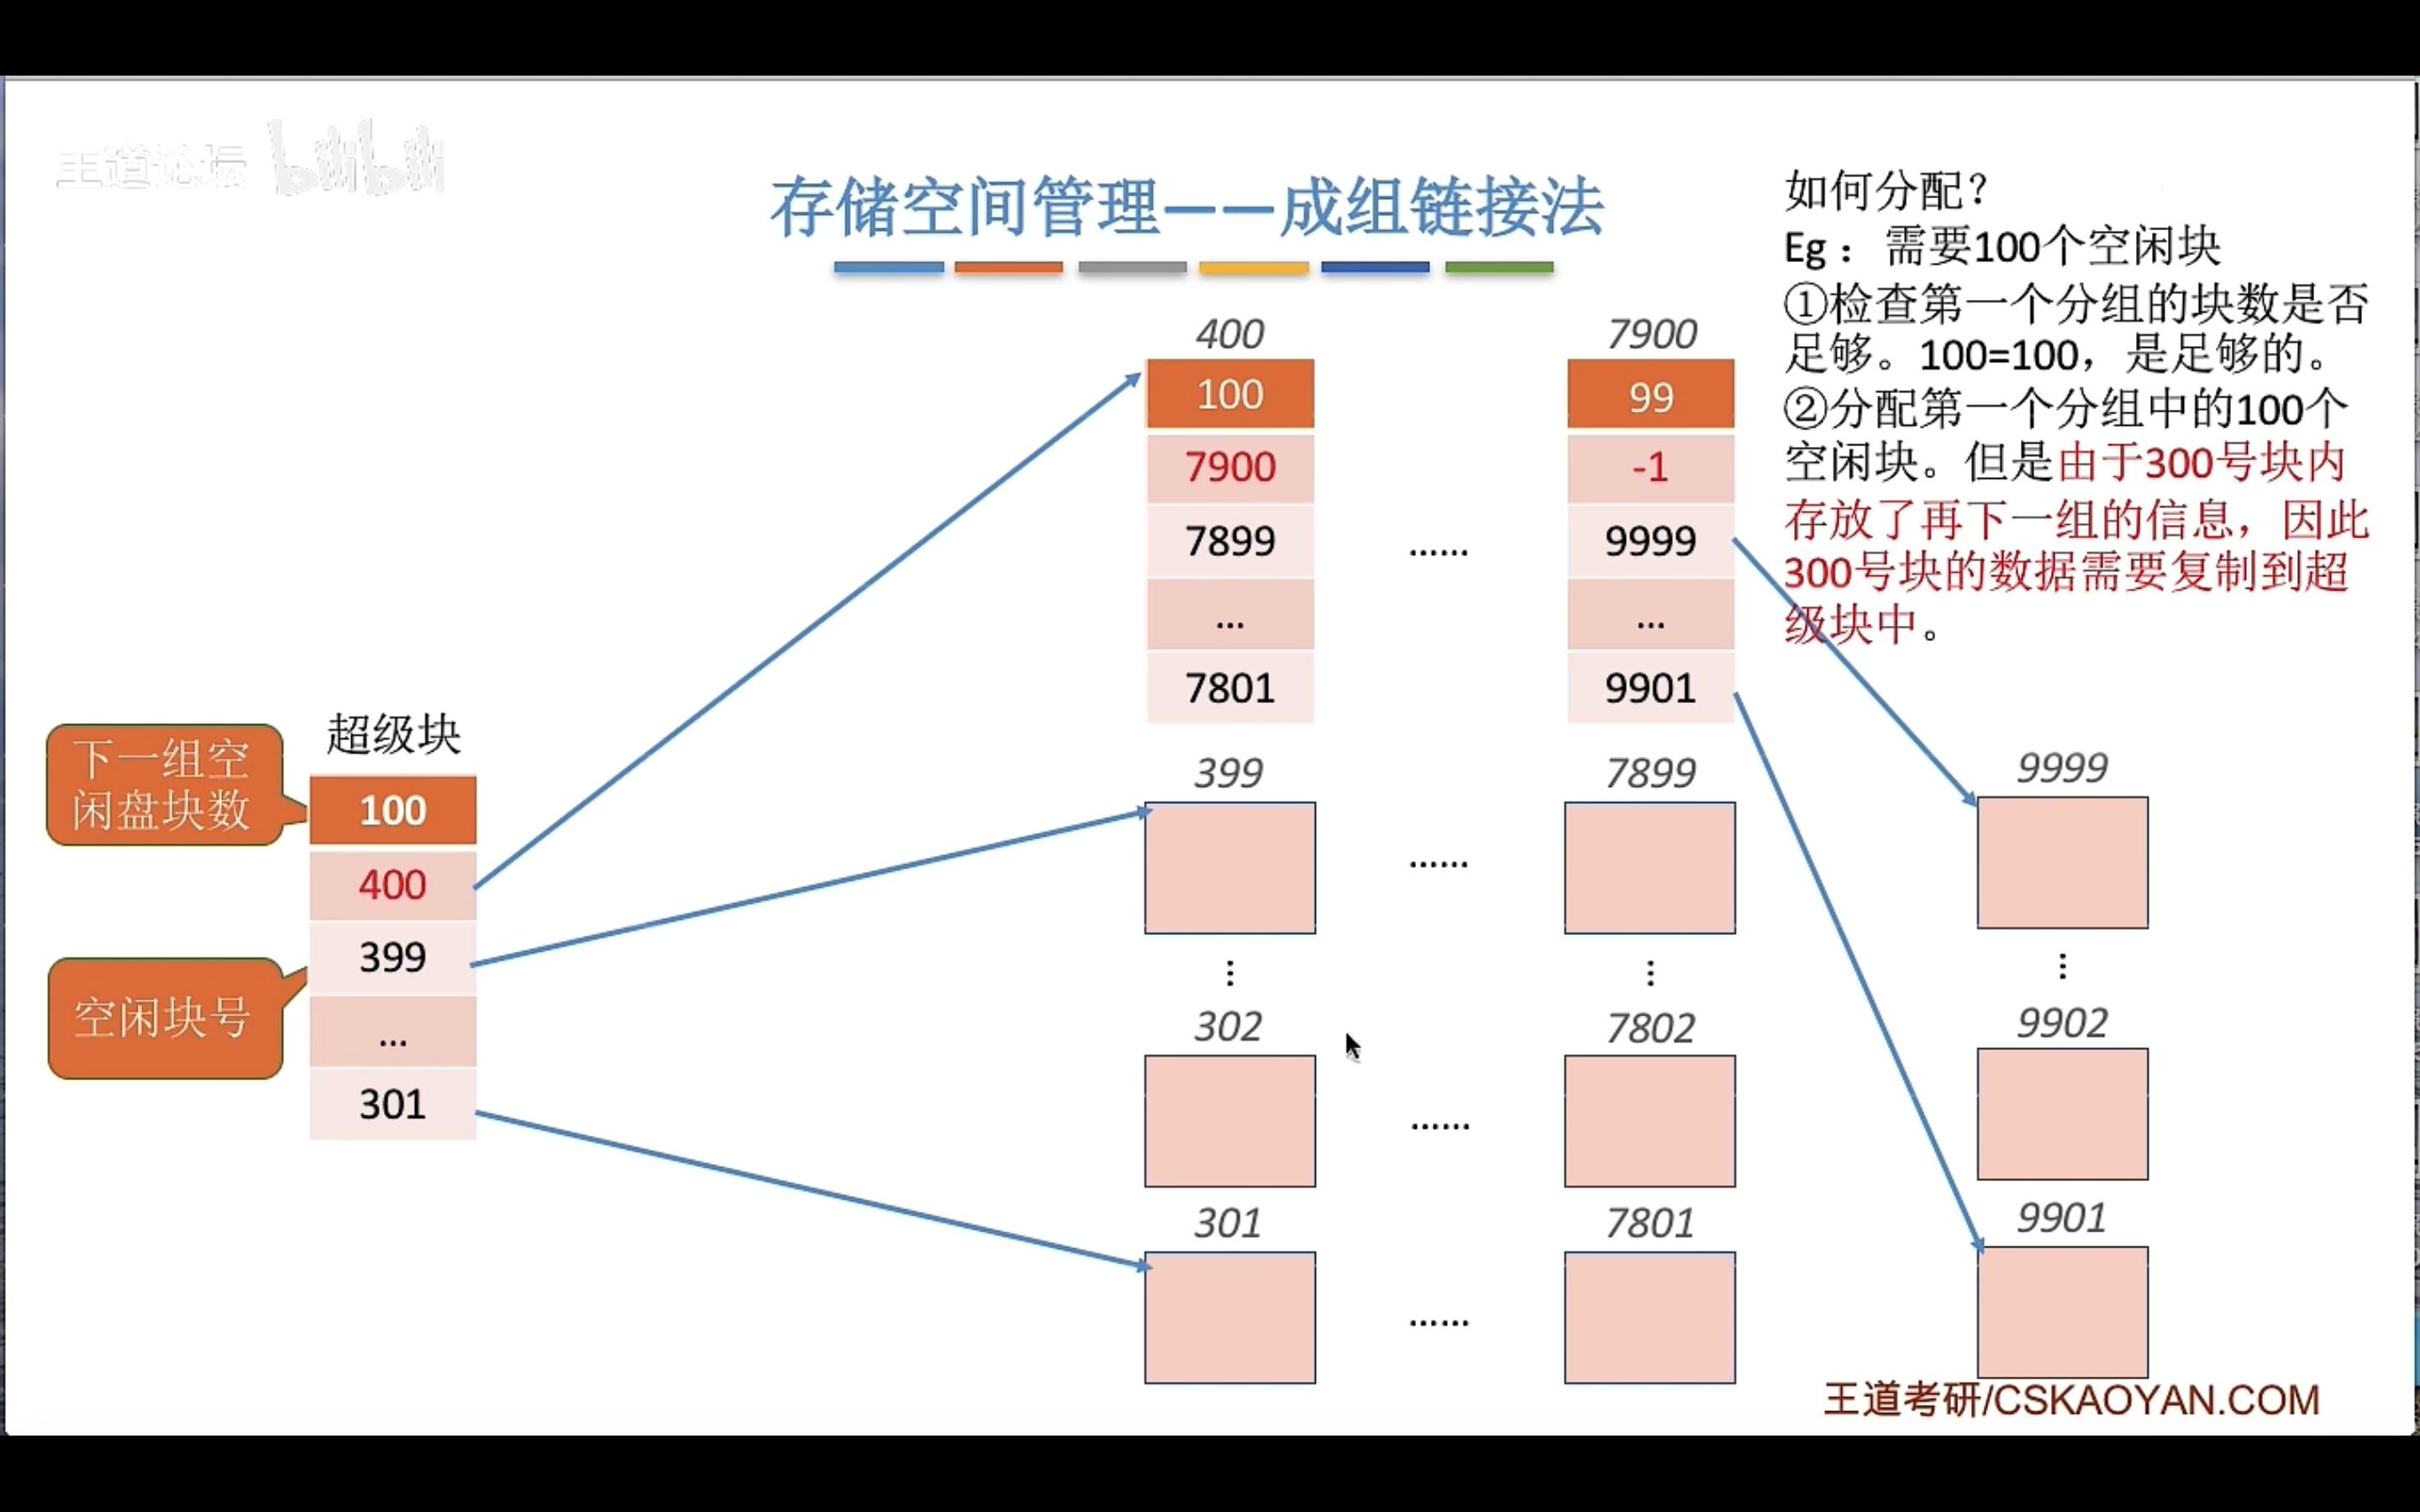 王道论坛 bilibili
存储空间管理——成组链接法
如何分配？
Eg：需要100个空闲块
①检查第一个分组的块数是否
足够。100=100，是足够的。
②分配第一个分组中的100个
空闲块。但是由于300号块内
存放了再下一组的信息，因此
300号块的数据需要复制到超
级块中。
400
100
7900
7899
...
7801
7900
99
-1
9999
...
9901
......
下一组空
闲盘块数
空闲块号
超级块
100
400
399
...
301
399
7899
9999
......
302
7802
9902
......
301
7801
9901
......
王道考研/CSKAOYAN.COM